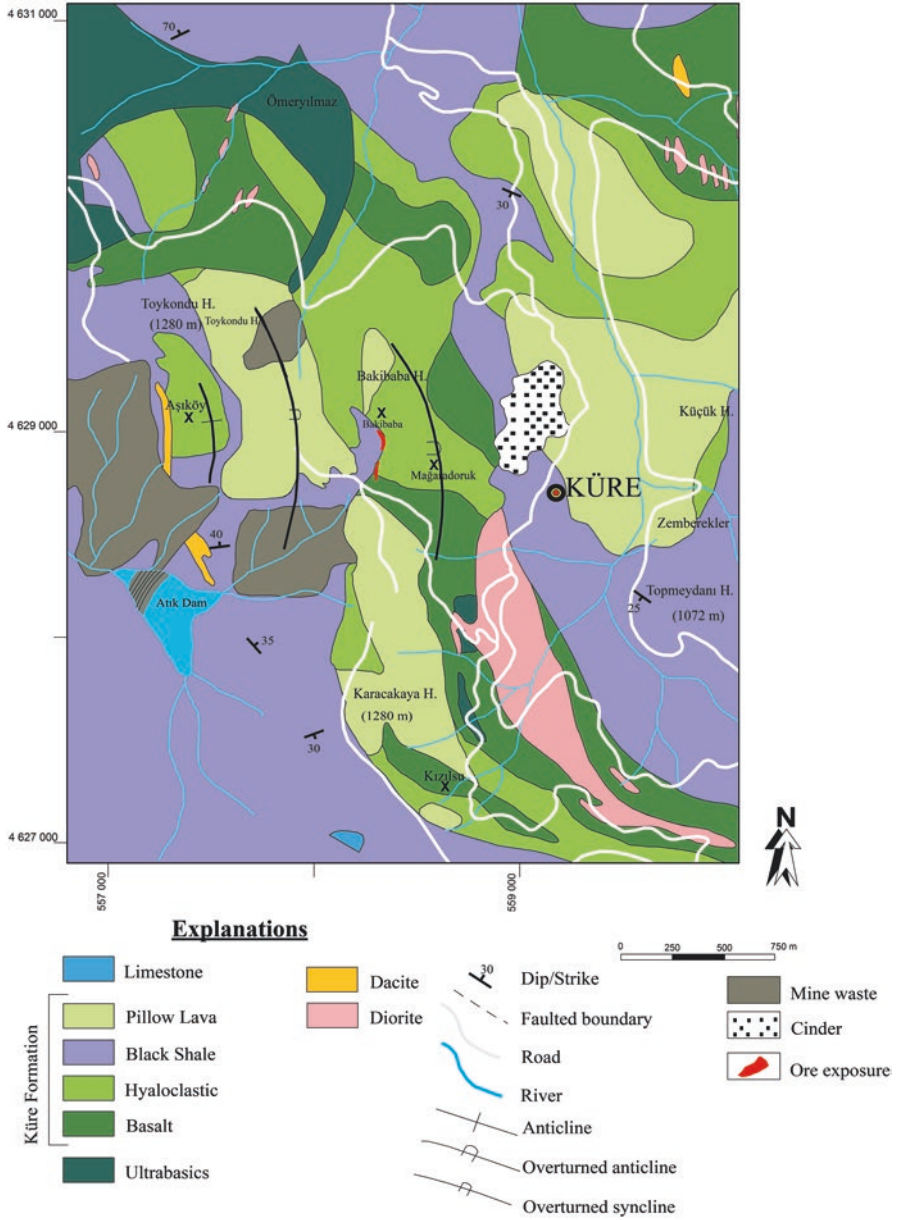 4 631 000
70
Ömeryılmaz
30
Toykondu H.
(1280 m)
Toykondu H.
Bakibaba H.
Aşıköy
X
X
Bakibaba
Küçük H.
Mağaradoruk
X
4 629 000
KÜRE
Zemberekler
40
Atık Dam
Topmeydanı H.
(1072 m)
25
35
Karacakaya H.
(1280 m)
30
Kızılsu
X
4 627 000
557 000
559 000
N
Explanations
0 250 500 750 m
Limestone
Küre Formation
Pillow Lava
Black Shale
Hyaloclastic
Basalt
Ultrabasics
Dacite
Diorite
30
Dip/Strike
Faulted boundary
Road
River
Anticline
Overturned anticline
Overturned syncline
Mine waste
Cinder
Ore exposure